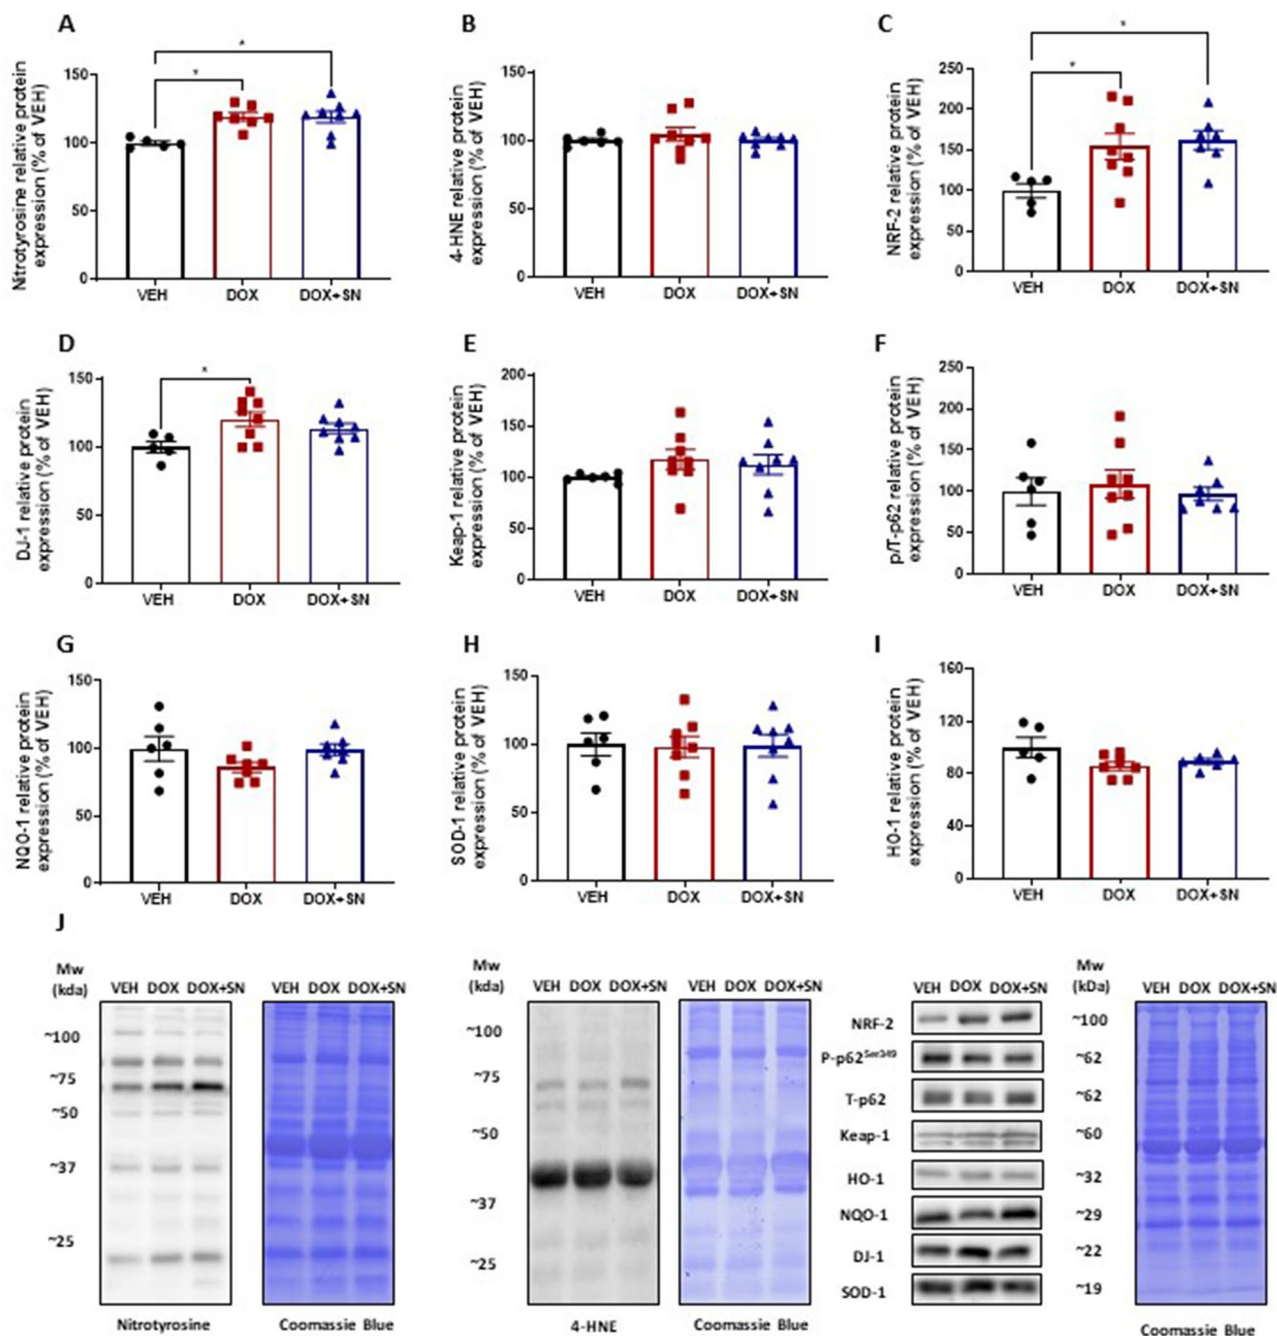 A
Nitrotyrosine relative protein
expression (% of VEH)
150
100
50
0
*
*
VEH DOX DOX+SN
B
4-HNE relative protein
expression (% of VEH)
150
100
50
0
VEH DOX DOX+SN
C
NRF-2 relative protein
expression (% of VEH)
250
200
150
100
50
0
*
*
VEH DOX DOX+SN
D
DJ-1 relative protein
expression (% of VEH)
150
100
50
0
*
VEH DOX DOX+SN
E
Keap-1 relative protein
expression (% of VEH)
200
150
100
50
0
VEH DOX DOX+SN
F
p/T-p62 relative protein
expression (% of VEH)
250
200
150
100
50
0
VEH DOX DOX+SN
G
NQO-1 relative protein
expression (% of VEH)
150
100
50
0
VEH DOX DOX+SN
H
SOD-1 relative protein
expression (% of VEH)
150
100
50
0
VEH DOX DOX+SN
I
HO-1 relative protein
expression (% of VEH)
160
120
80
40
0
VEH DOX DOX+SN
J
Mw
(kda)
VEH DOX DOX+SN
VEH DOX DOX+SN
~100
~75
~50
~37
~25
Nitrotyrosine
Coomassie Blue
Mw
(kda)
VEH DOX DOX+SN
VEH DOX DOX+SN
~100
~75
~50
~37
~25
4-HNE
Coomassie Blue
VEH DOX DOX+SN
Mw
(kDa)
VEH DOX DOX+SN
NRF-2 ~100
P-p62Ser349 ~62
T-p62 ~62
Keap-1 ~60
HO-1 ~32
NQO-1 ~29
DJ-1 ~22
SOD-1 ~19
Coomassie Blue